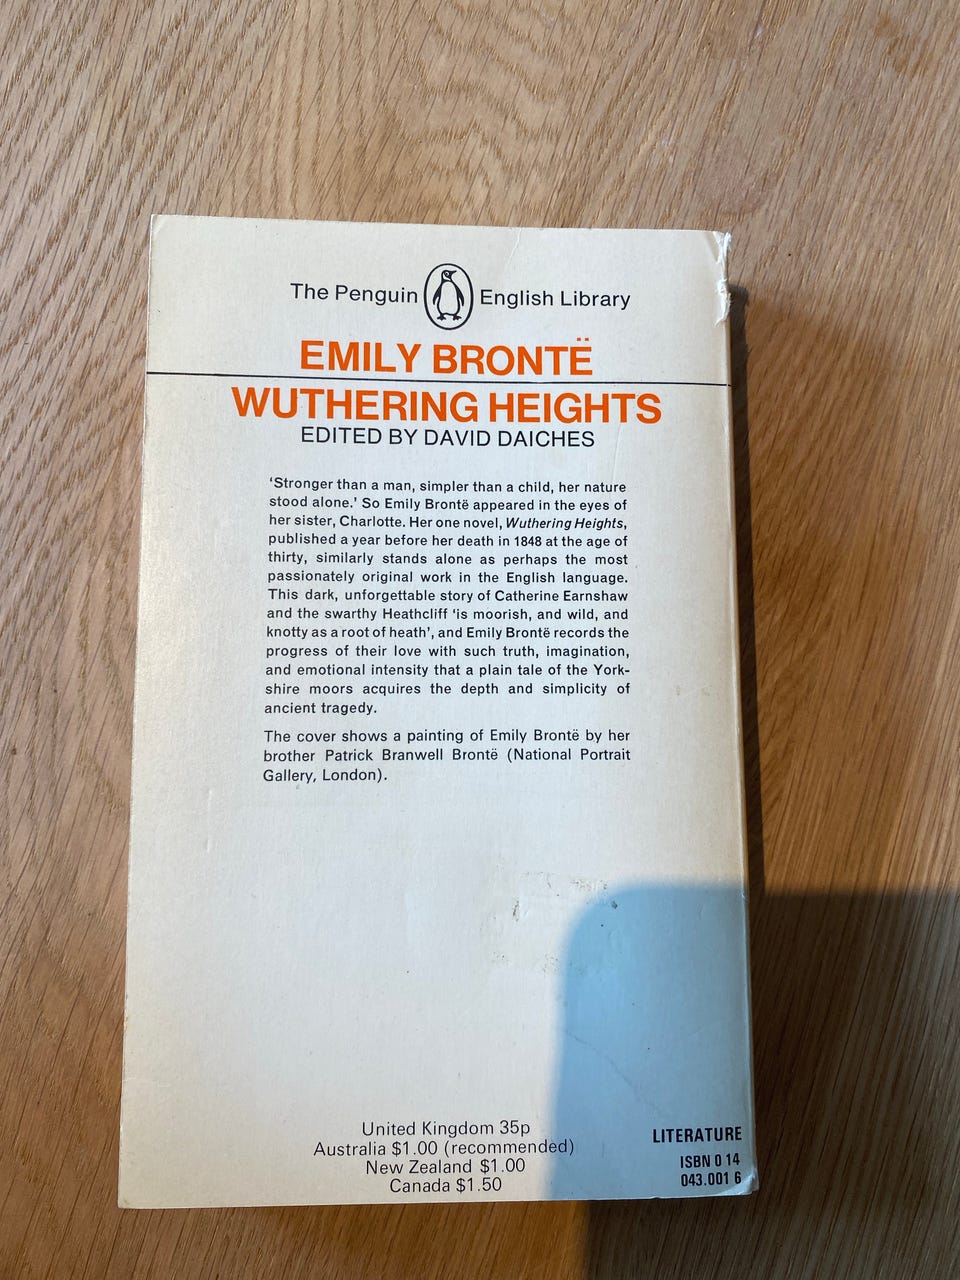 The Penguin English Library
EMILY BRONTË
WUTHERING HEIGHTS
EDITED BY DAVID DAICHES
'Stronger than a man, simpler than a child, her nature
stood alone.' So Emily Brontë appeared in the eyes of
her sister, Charlotte. Her one novel, Wuthering Heights,
published a year before her death in 1848 at the age of
thirty, similarly stands alone as perhaps the most
passionately original work in the English language.
This dark, unforgettable story of Catherine Earnshaw
and the swarthy Heathcliff 'is moorish, and wild, and
knotty as a root of heath', and Emily Brontë records the
progress of their love with such truth, imagination,
and emotional intensity that a plain tale of the York-
shire moors acquires the depth and simplicity of
ancient tragedy.
The cover shows a painting of Emily Brontë by her
brother Patrick Branwell Brontë (National Portrait
Gallery, London).
United Kingdom 35p
Australia $1.00 (recommended)
New Zealand $1.00
Canada $1.50
LITERATURE
ISBN 0 14
043.001 6